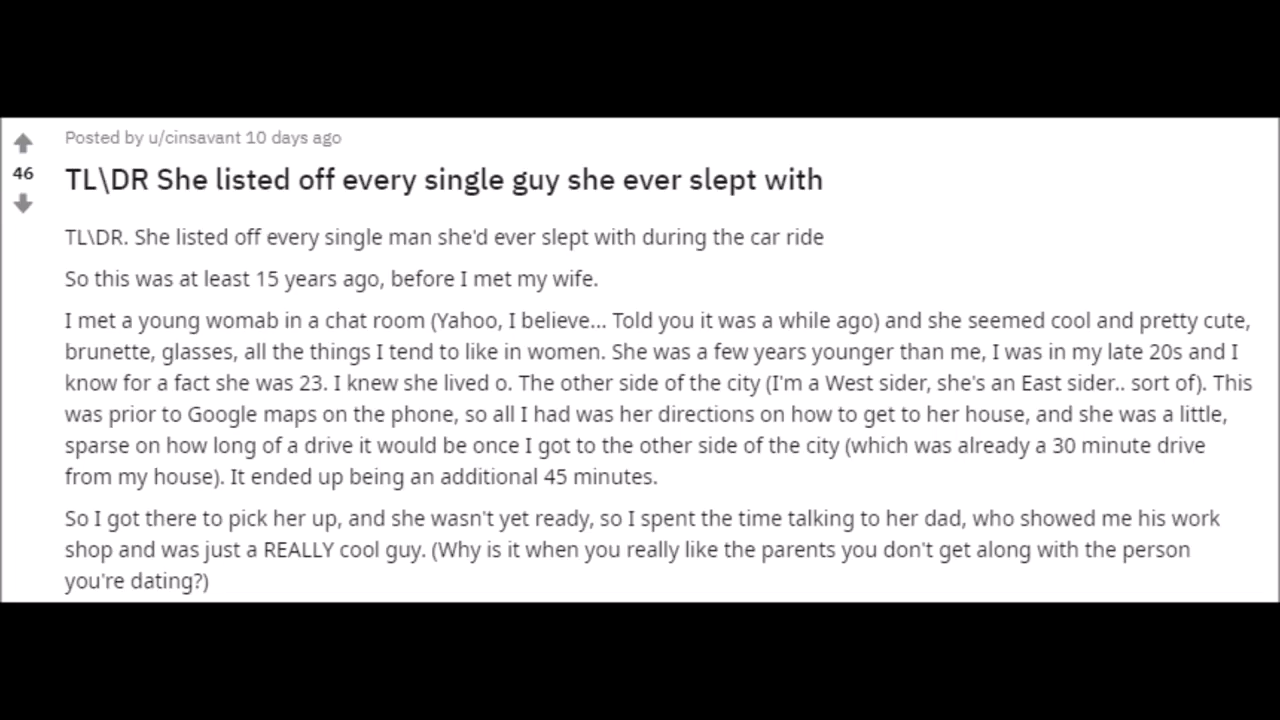 Posted by u/cinsavant 10 days ago
46
TL\DR She listed off every single guy she ever slept with
TL\DR. She listed off every single man she'd ever slept with during the car ride
So this was at least 15 years ago, before I met my wife.
I met a young womab in a chat room (Yahoo, I believe... Told you it was a while ago) and she seemed cool and pretty cute,
brunette, glasses, all the things I tend to like in women. She was a few years younger than me, I was in my late 20s and I
know for a fact she was 23. I knew she lived o. The other side of the city (I'm a West sider, she's an East sider.. sort of). This
was prior to Google maps on the phone, so all I had was her directions on how to get to her house, and she was a little,
sparse on how long of a drive it would be once I got to the other side of the city (which was already a 30 minute drive
from my house). It ended up being an additional 45 minutes.
So I got there to pick her up, and she wasn't yet ready, so I spent the time talking to her dad, who showed me his work
shop and was just a REALLY cool guy. (Why is it when you really like the parents you don't get along with the person
you're dating?)